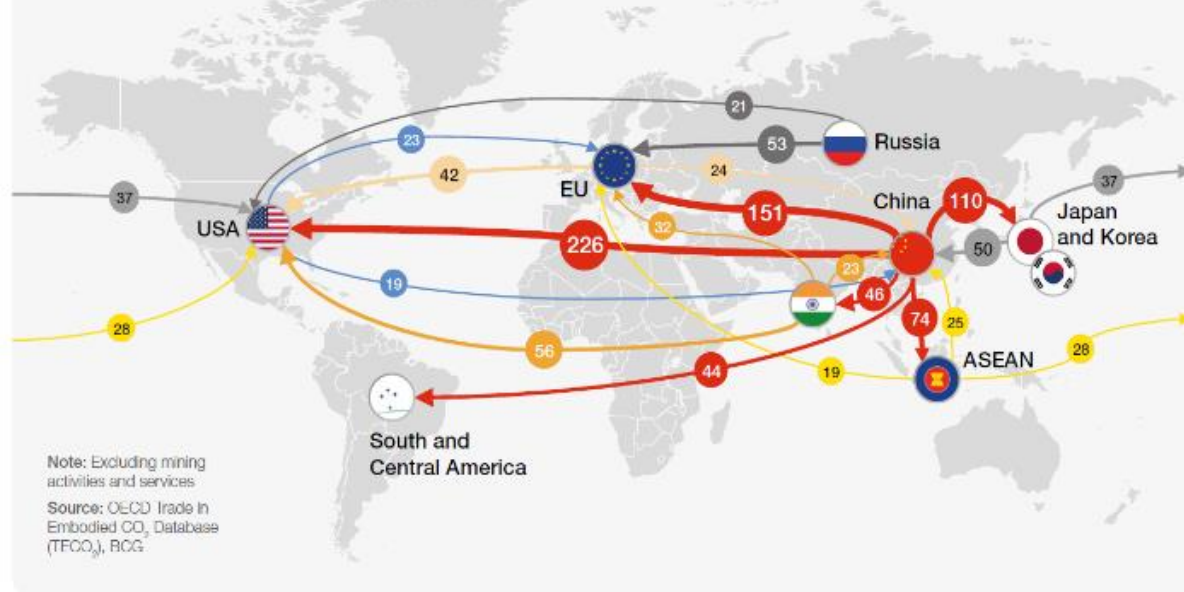 21
23
53
Russia
42
24
37
37
EU
China
110
151
Japan
and Korea
USA
32
226
50
23
19
46
74
25
28
28
56
44
19
ASEAN
South and
Central America
Note: Excluding mining
activities and services
Source: OECD Trade in
Embodied CO₂ Database
(TECO₂), BCG